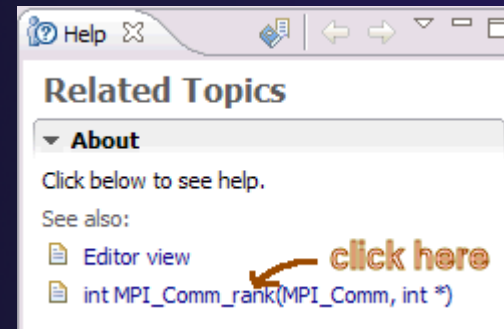 Help
Related Topics
About
Click below to see help.
See also:
Editor view
click here
int MPI_Comm_rank(MPI_Comm, int *)